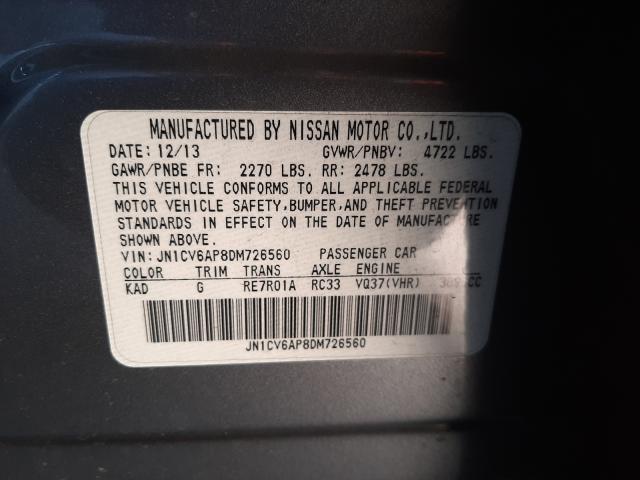 MANUFACTURED BY NISSAN MOTOR CO.,LTD.
DATE: 12/13 GVWR/PNBV: 4722 LBS.
GAWR/PNBE FR: 2270 LBS. RR: 2478 LBS.
THIS VEHICLE CONFORMS TO ALL APPLICABLE FEDERAL
MOTOR VEHICLE SAFETY,BUMPER,AND THEFT PREVENTION
STANDARDS IN EFFECT ON THE DATE OF MANUFACTURE
SHOWN ABOVE.
VIN: JN1CV6AP8DM726560 PASSENGER CAR
COLOR TRIM TRANS AXLE ENGINE
KAD G RE7R01A RC33 VQ37(VHR)
JN1CV6AP8DM726560